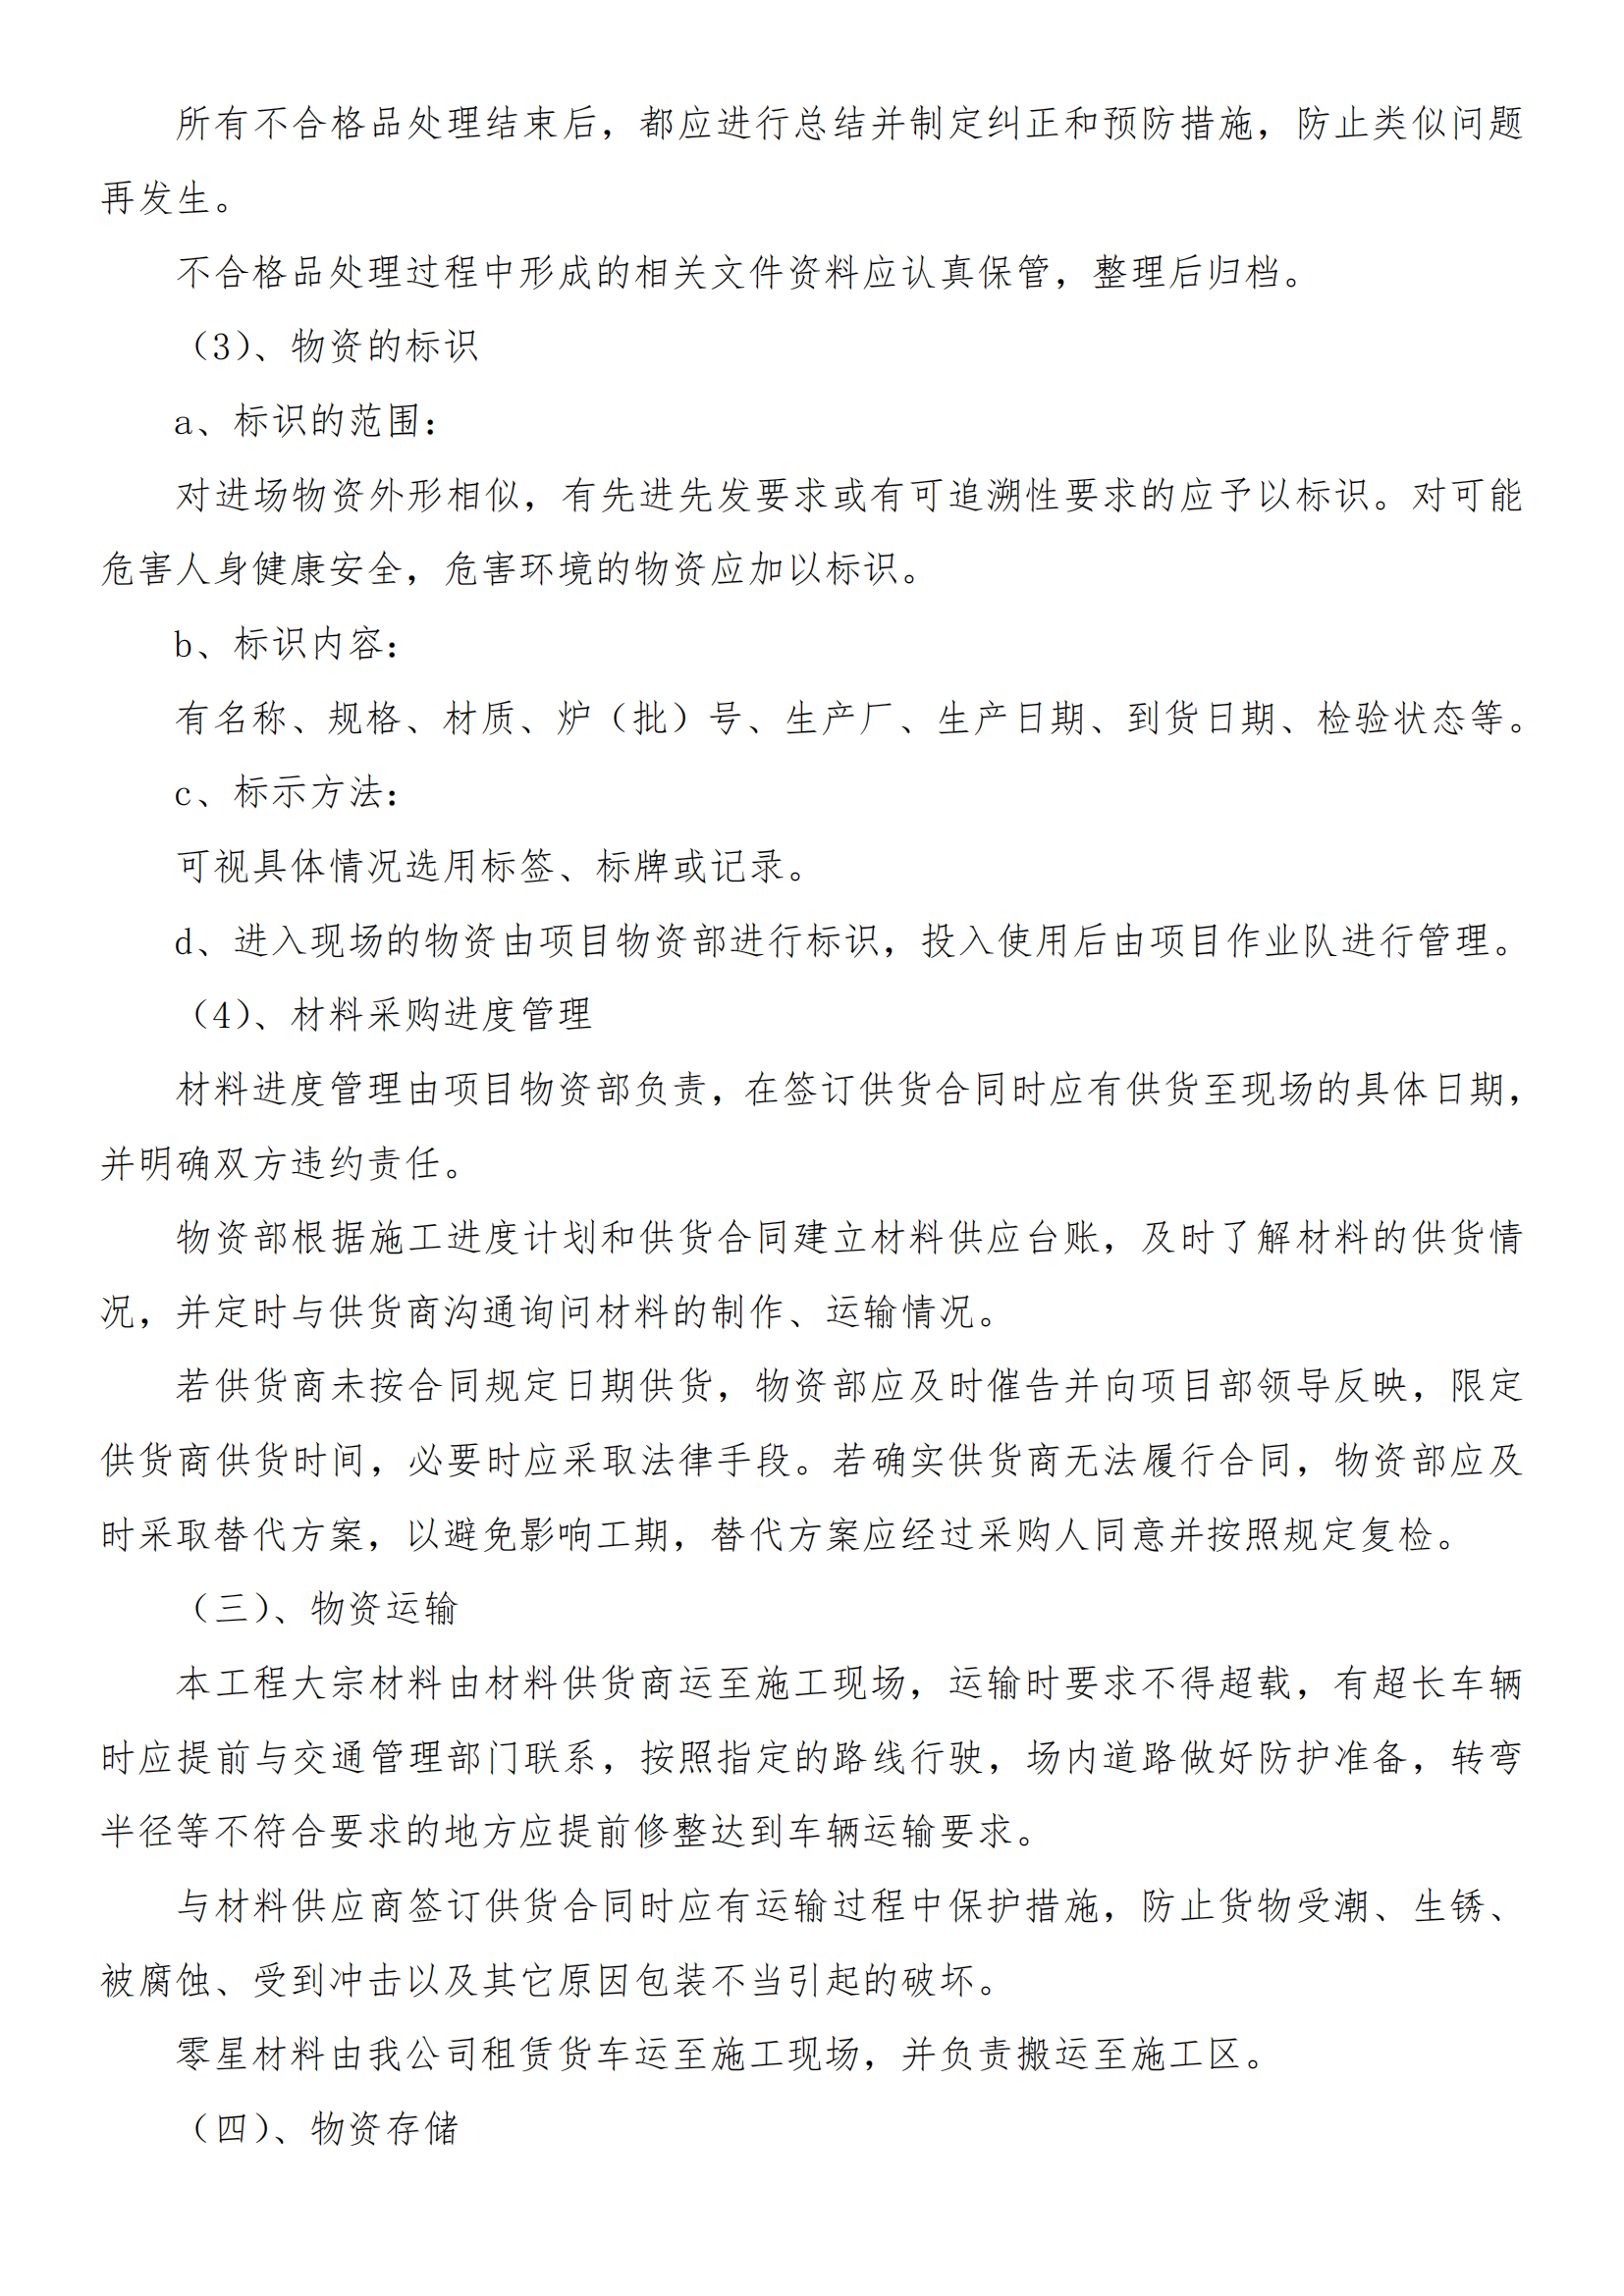 所有不合格品处理结束后，都应进行总结并制定纠正和预防措施，防止类似问题
再发生。
不合格品处理过程中形成的相关文件资料应认真保管，整理后归档。
（3）、物资的标识
a、标识的范围：
对进场物资外形相似，有先进先发要求或有可追溯性要求的应予以标识。对可能
危害人身健康安全，危害环境的物资应加以标识。
b、标识内容：
有名称、规格、材质、炉（批）号、生产厂、生产日期、到货日期、检验状态等。
c、标示方法：
可视具体情况选用标签、标牌或记录。
d、进入现场的物资由项目物资部进行标识，投入使用后由项目作业队进行管理。
（4）、材料采购进度管理
材料进度管理由项目物资部负责，在签订供货合同时应有供货至现场的具体日期，
并明确双方违约责任。
物资部根据施工进度计划和供货合同建立材料供应台账，及时了解材料的供货情
况，并定时与供货商沟通询问材料的制作、运输情况。
若供货商未按合同规定日期供货，物资部应及时催告并向项目部领导反映，限定
供货商供货时间，必要时应采取法律手段。若确实供货商无法履行合同，物资部应及
时采取替代方案，以避免影响工期，替代方案应经过采购人同意并按照规定复检。
（三）、物资运输
本工程大宗材料由材料供货商运至施工现场，运输时要求不得超载，有超长车辆
时应提前与交通管理部门联系，按照指定的路线行驶，场内道路做好防护准备，转弯
半径等不符合要求的地方应提前修整达到车辆运输要求。
与材料供应商签订供货合同时应有运输过程中保护措施，防止货物受潮、生锈、
被腐蚀、受到冲击以及其它原因包装不当引起的破坏。
零星材料由我公司租赁货车运至施工现场，并负责搬运至施工区。
（四）、物资存储